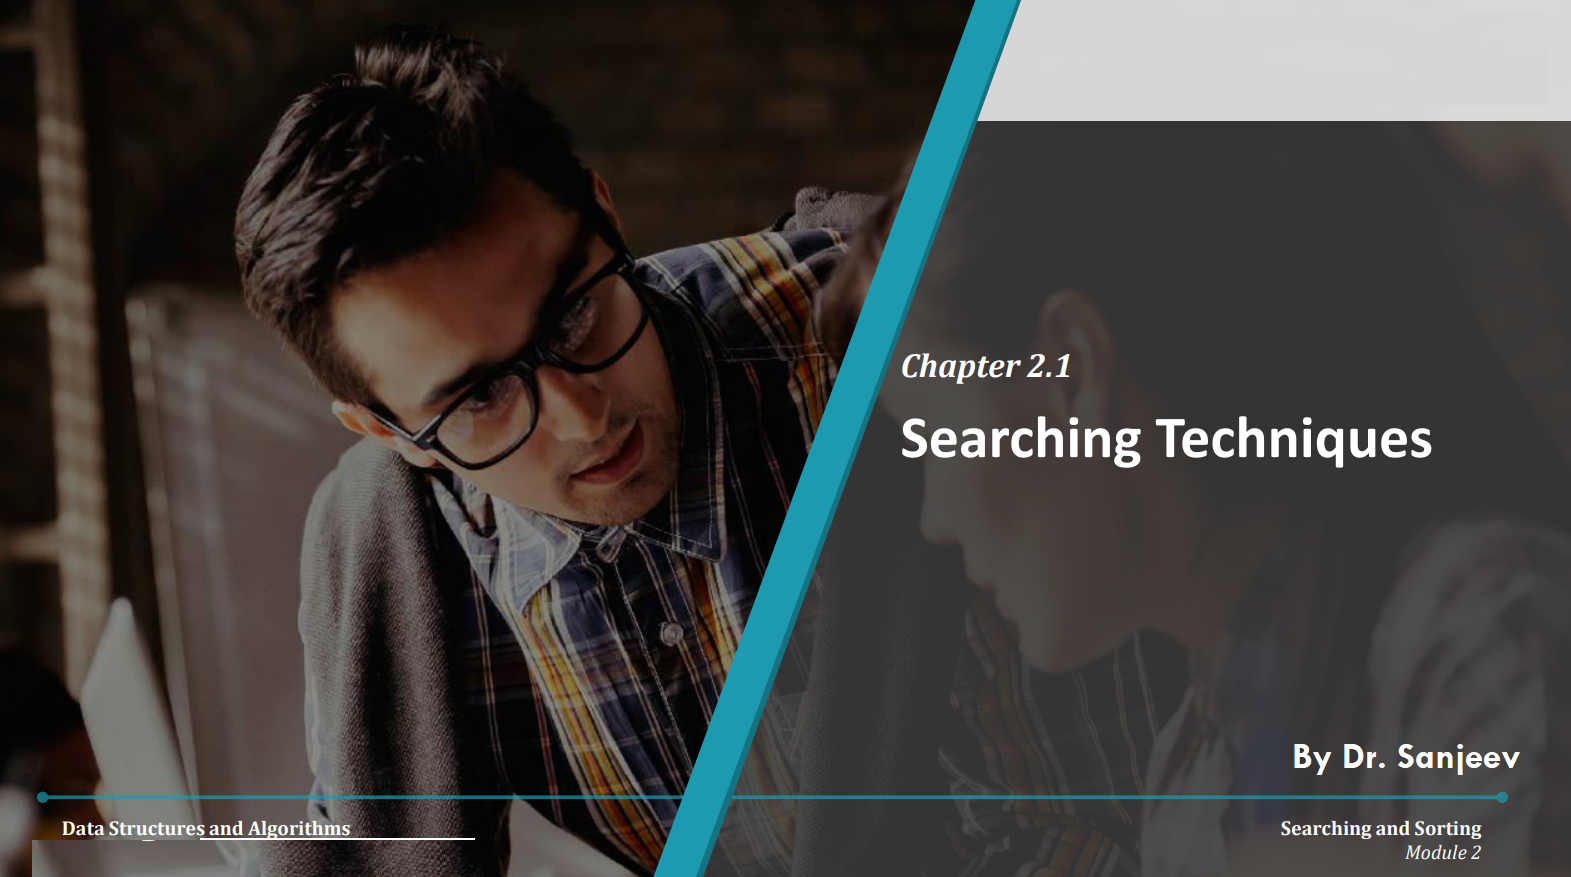 Chapter 2.1
Searching Techniques
By Dr. Sanjeev
Data Structures and Algorithms
Searching and Sorting
Module 2